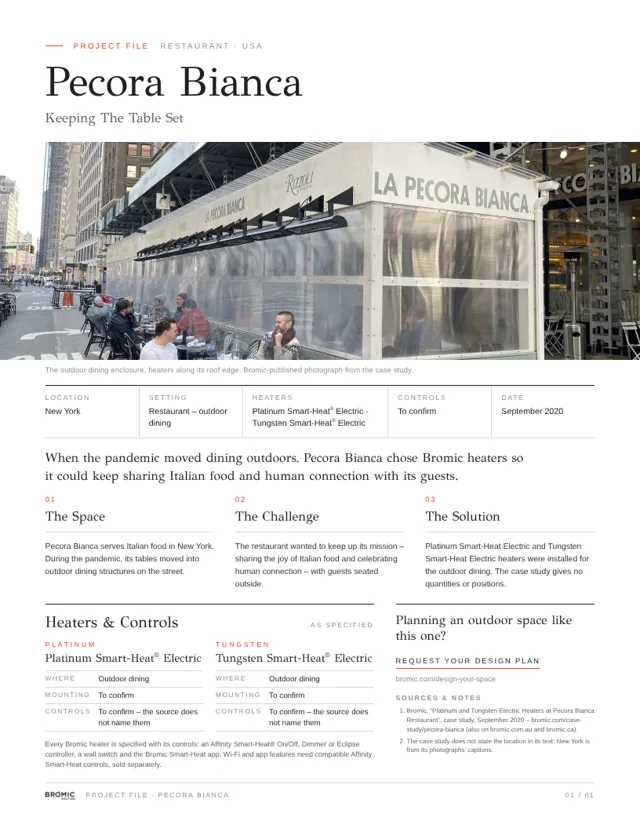 PROJECT FILE RESTAURANT · USA
Pecora Bianca
Keeping The Table Set
Rizzoli
LA PECORA BIANCA
LA PECORA BIANCA
The outdoor dining enclosure, heaters along its roof edge. Bromic-published photograph from the case study.
LOCATION
New York
SETTING
Restaurant – outdoor
dining
HEATERS
Platinum Smart-Heat® Electric ·
Tungsten Smart-Heat® Electric
CONTROLS
To confirm
DATE
September 2020
When the pandemic moved dining outdoors, Pecora Bianca chose Bromic heaters so
it could keep sharing Italian food and human connection with its guests.
01
The Space
Pecora Bianca serves Italian food in New York.
During the pandemic, its tables moved into
outdoor dining structures on the street.
02
The Challenge
The restaurant wanted to keep up its mission –
sharing the joy of Italian food and celebrating
human connection – with guests seated
outside.
03
The Solution
Platinum Smart-Heat Electric and Tungsten
Smart-Heat Electric heaters were installed for
the outdoor dining. The case study gives no
quantities or positions.
Heaters & Controls
AS SPECIFIED
PLATINUM
Platinum Smart-Heat® Electric
WHERE Outdoor dining
MOUNTING To confirm
CONTROLS To confirm – the source does
not name them
TUNGSTEN
Tungsten Smart-Heat® Electric
WHERE Outdoor dining
MOUNTING To confirm
CONTROLS To confirm – the source does
not name them
Every Bromic heater is specified with its controls; an Affinity Smart-Heat® On/Off, Dimmer or Eclipse
controller, a wall switch and the Bromic Smart-Heat app. Wi-Fi and app features need compatible Affinity
Smart-Heat controls, sold separately.
Planning an outdoor space like
this one?
REQUEST YOUR DESIGN PLAN
bromic.com/design-your-space
SOURCES & NOTES
1. Bromic, “Platinum and Tungsten Electric Heaters at Pecora Bianca
Restaurant”, case study, September 2020 – bromic.com/case-
study/pecora-bianca (also on bromic.com.au and bromic.ca).
2. The case study does not state the location in its text; New York is
from its photographs’ captions.
BROMIC
PROJECT FILE · PECORA BIANCA
01 / 01